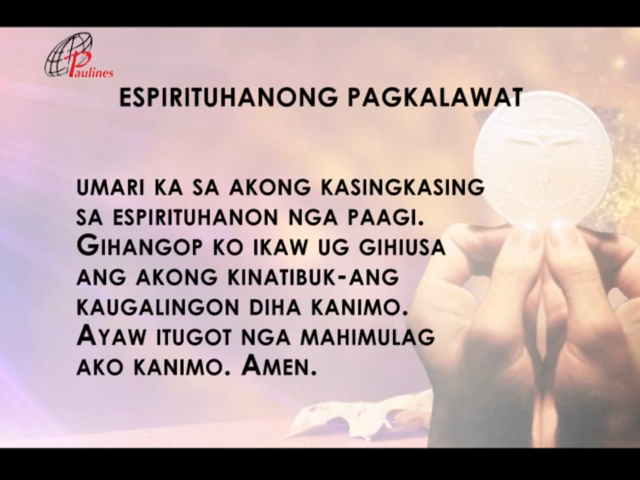 Paulines
ESPIRITUHANONG PAGKALAWAT
UMARI KA SA AKONG KASINGKASING
SA ESPIRITUHANON NGA PAAGI.
GIHANGOP KO IKAW UG GIHIUSA
ANG AKONG KINATIBUK-ANG
KAUGALINGON DIHA KANIMO.
AYAW ITUGOT NGA MAHIMULAG
AKO KANIMO. AMEN.